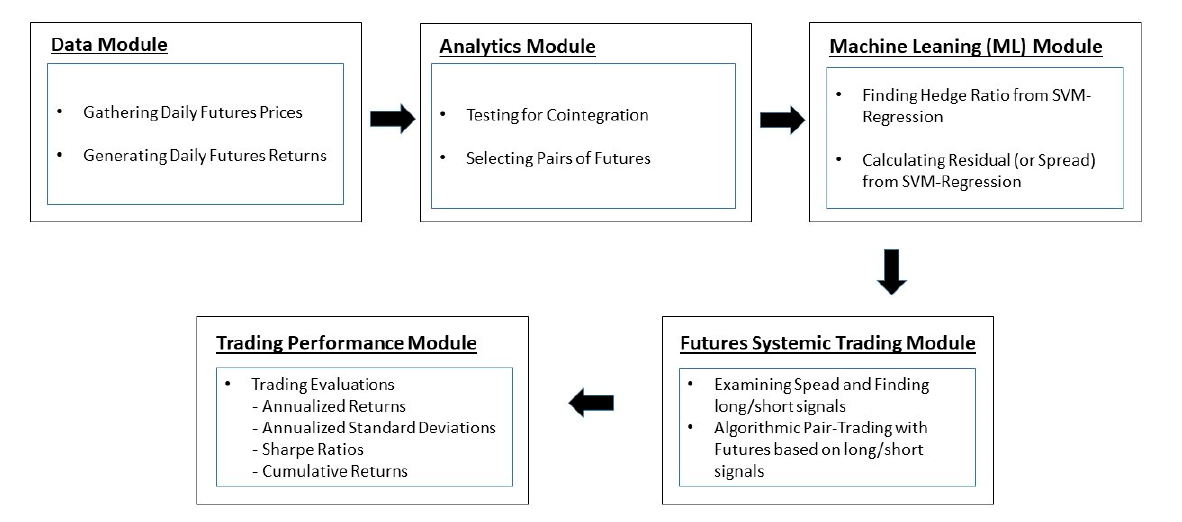 Data Module
• Gathering Daily Futures Prices
• Generating Daily Futures Returns
Analytics Module
• Testing for Cointegration
• Selecting Pairs of Futures
Machine Leaning (ML) Module
• Finding Hedge Ratio from SVM-
Regression
• Calculating Residual (or Spread)
from SVM-Regression
Futures Systemic Trading Module
• Examining Spead and Finding
long/short signals
• Algorithmic Pair-Trading with
Futures based on long/short
signals
Trading Performance Module
• Trading Evaluations
- Annualized Returns
- Annualized Standard Deviations
- Sharpe Ratios
- Cumulative Returns